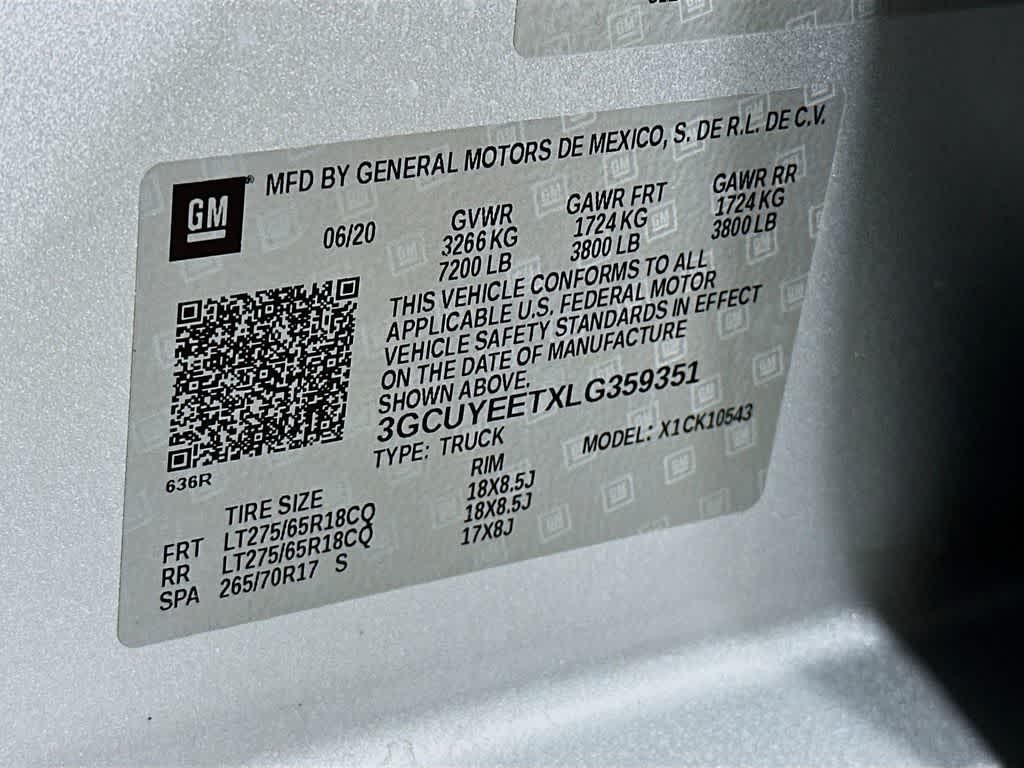 GM
® MFD BY GENERAL MOTORS DE MEXICO, S. DE R.L. DE C.V.
06/20
GVWR GAWR FRT GAWR RR
3266 KG 1724 KG 1724 KG
7200 LB 3800 LB 3800 LB
THIS VEHICLE CONFORMS TO ALL
APPLICABLE U.S. FEDERAL MOTOR
VEHICLE SAFETY STANDARDS IN EFFECT
ON THE DATE OF MANUFACTURE
SHOWN ABOVE.
3GCUYEETXLG359351
TYPE: TRUCK MODEL: X1CK10543
636R
TIRE SIZE RIM
FRT LT275/65R18CQ 18X8.5J
RR LT275/65R18CQ 18X8.5J
SPA 265/70R17 S 17X8J